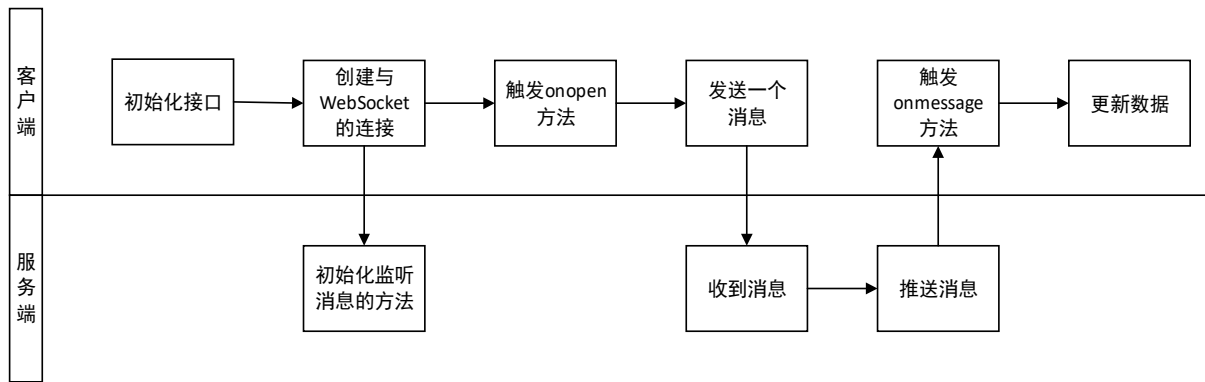 客户端
初始化接口
创建与
WebSocket
的连接
触发onopen
方法
发送一个
消息
触发
onmessage
方法
更新数据
服务端
初始化监听
消息的方法
收到消息
推送消息